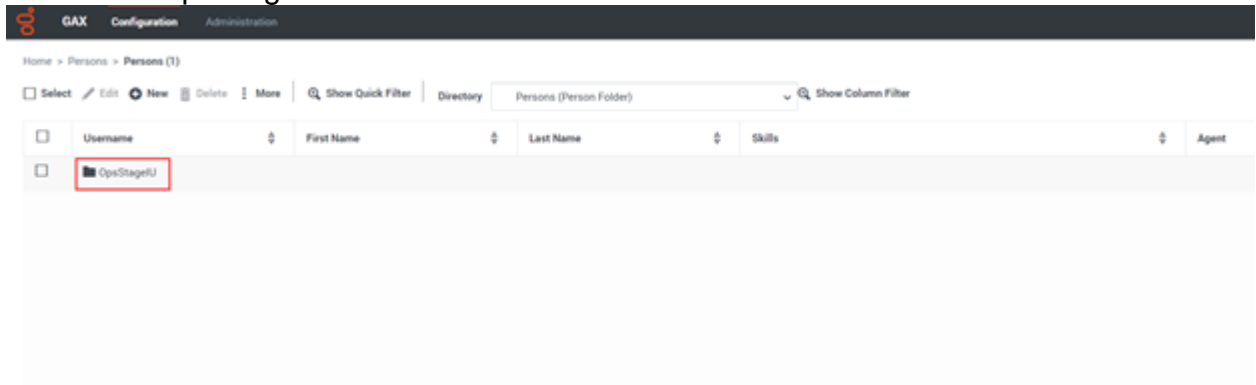 GAX Configuration Administration
Home > Persons > Persons (1)
Select Edit New Delete More Show Quick Filter Directory Persons (Person Folder) Show Column Filter
Username First Name Last Name Skills Agent
OpsStageIU